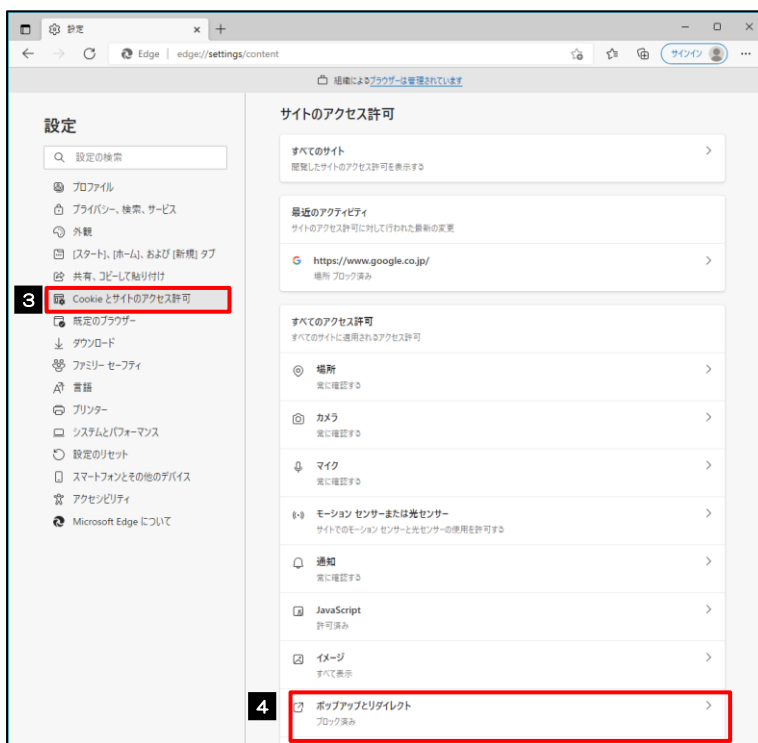 設定
Edge | edge://settings/content
サインイン
組織によるブラウザーは管理されています
設定
設定の検索
プロファイル
プライバシー、検索、サービス
外観
[スタート]、[ホーム]、および [新規] タブ
共有、コピーして貼り付け
3
Cookie とサイトのアクセス許可
既定のブラウザー
ダウンロード
ファミリー セーフティ
言語
プリンター
システムとパフォーマンス
設定のリセット
スマートフォンとその他のデバイス
アクセシビリティ
Microsoft Edge について
サイトのアクセス許可
すべてのサイト
閲覧したサイトのアクセス許可を表示する
最近のアクティビティ
サイトのアクセス許可に対して行われた最新の変更
https://www.google.co.jp/
場所 ブロック済み
すべてのアクセス許可
すべてのサイトに適用されるアクセス許可
場所
常に確認する
カメラ
常に確認する
マイク
常に確認する
モーション センサーまたは光センサー
サイトでのモーション センサーと光センサーの使用を許可する
通知
常に確認する
JavaScript
許可済み
イメージ
すべて表示
4
ポップアップとリダイレクト
ブロック済み